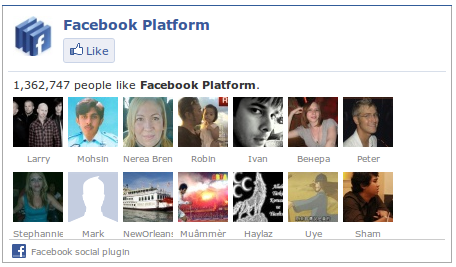 Facebook Platform
Like
1,362,747 people like Facebook Platform.
Larry Mohsin Nerea Bren Robin Ivan Венера Peter
Stephannie Mark NewOrleans Muâmmèr Haylaz Uye Sham
Facebook social plugin